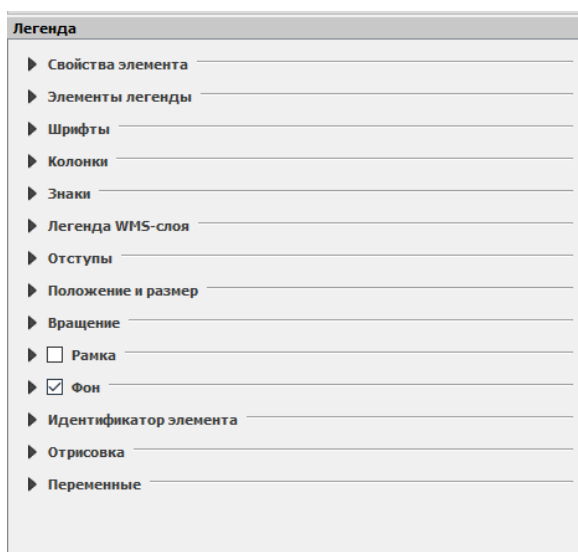 Легенда
Свойства элемента
Элементы легенды
Шрифты
Колонки
Знаки
Легенда WMS-слоя
Отступы
Положение и размер
Вращение
Рамка
Фон
Идентификатор элемента
Отрисовка
Переменные